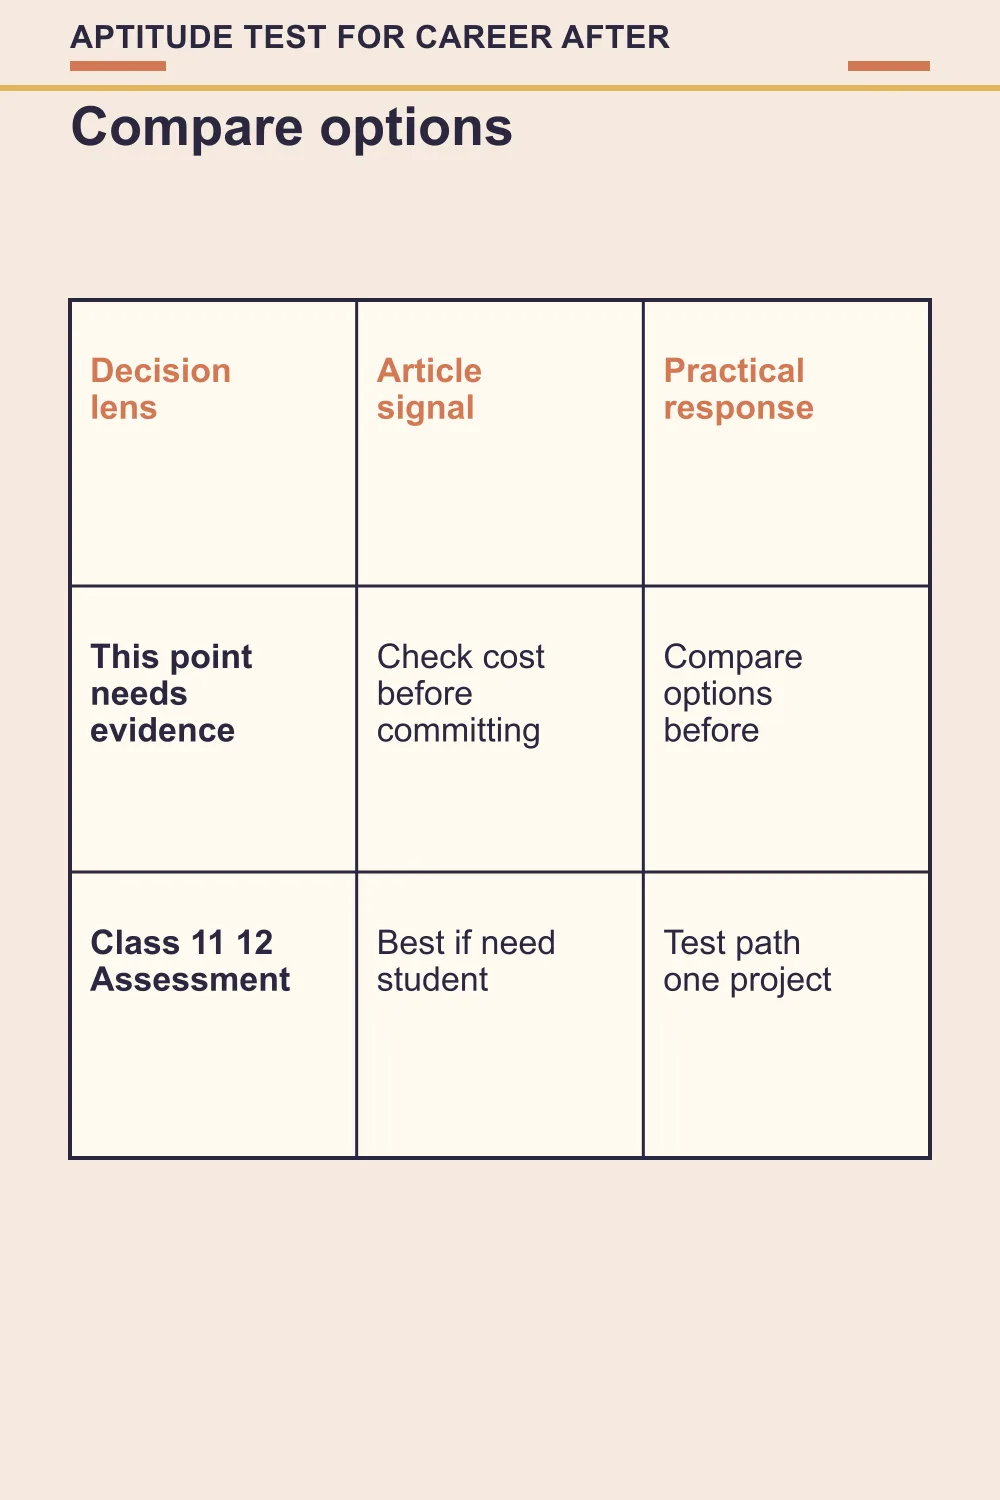 APTITUDE TEST FOR CAREER AFTER
Compare options
Decision
lens
Article
signal
Practical
response
This point
needs
evidence
Check cost
before
committing
Compare
options
before
Class 11 12
Assessment
Best if need
student
Test path
one project